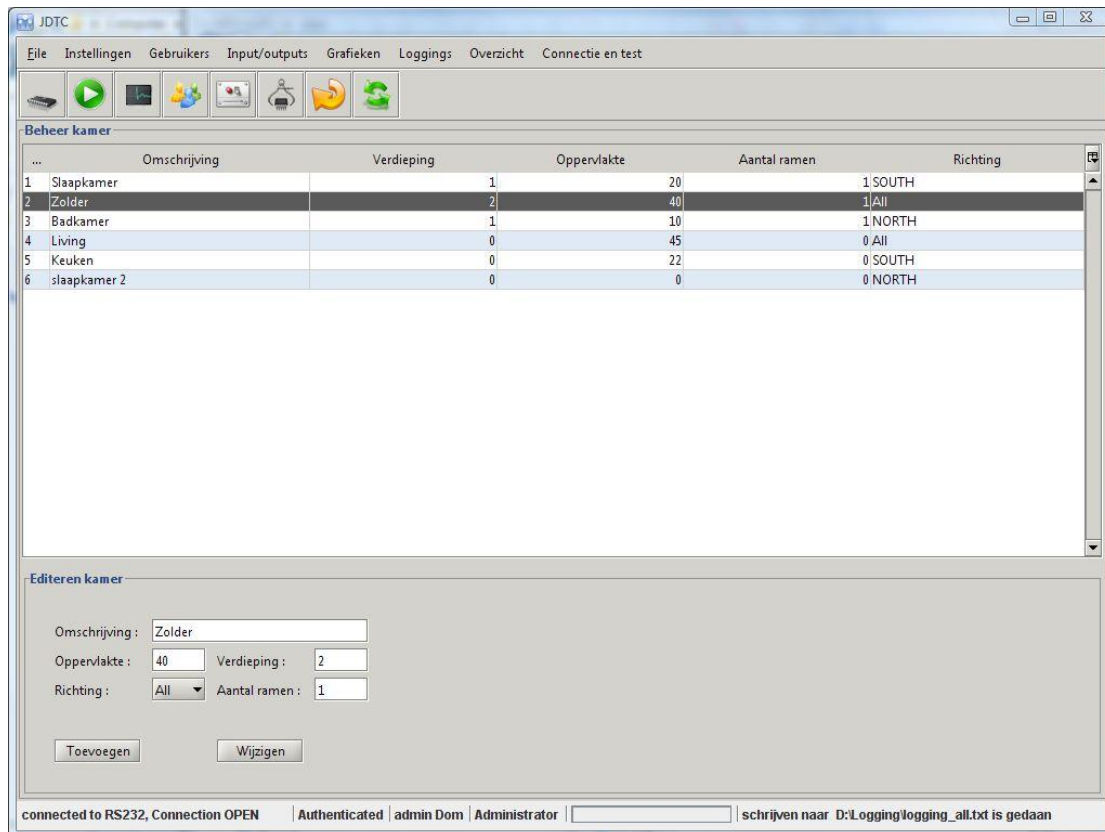 JDTC
File Instellingen Gebruikers Input/outputs Grafieken Loggings Overzicht Connectie en test
Beheer kamer
... Omschrijving Verdieping Oppervlakte Aantal ramen Richting
1 Slaapkamer 1 20 1 SOUTH
2 Zolder 2 40 1 All
3 Badkamer 1 10 1 NORTH
4 Living 0 45 0 All
5 Keuken 0 22 0 SOUTH
6 slaapkamer 2 0 0 0 NORTH
Editeren kamer
Omschrijving : Zolder
Oppervlakte : 40 Verdieping : 2
Richting : All Aantal ramen : 1
Toevoegen Wijzigen
connected to RS232, Connection OPEN Authenticated admin Dom Administrator schrijven naar D:\Logging\logging_all.txt is gedaan